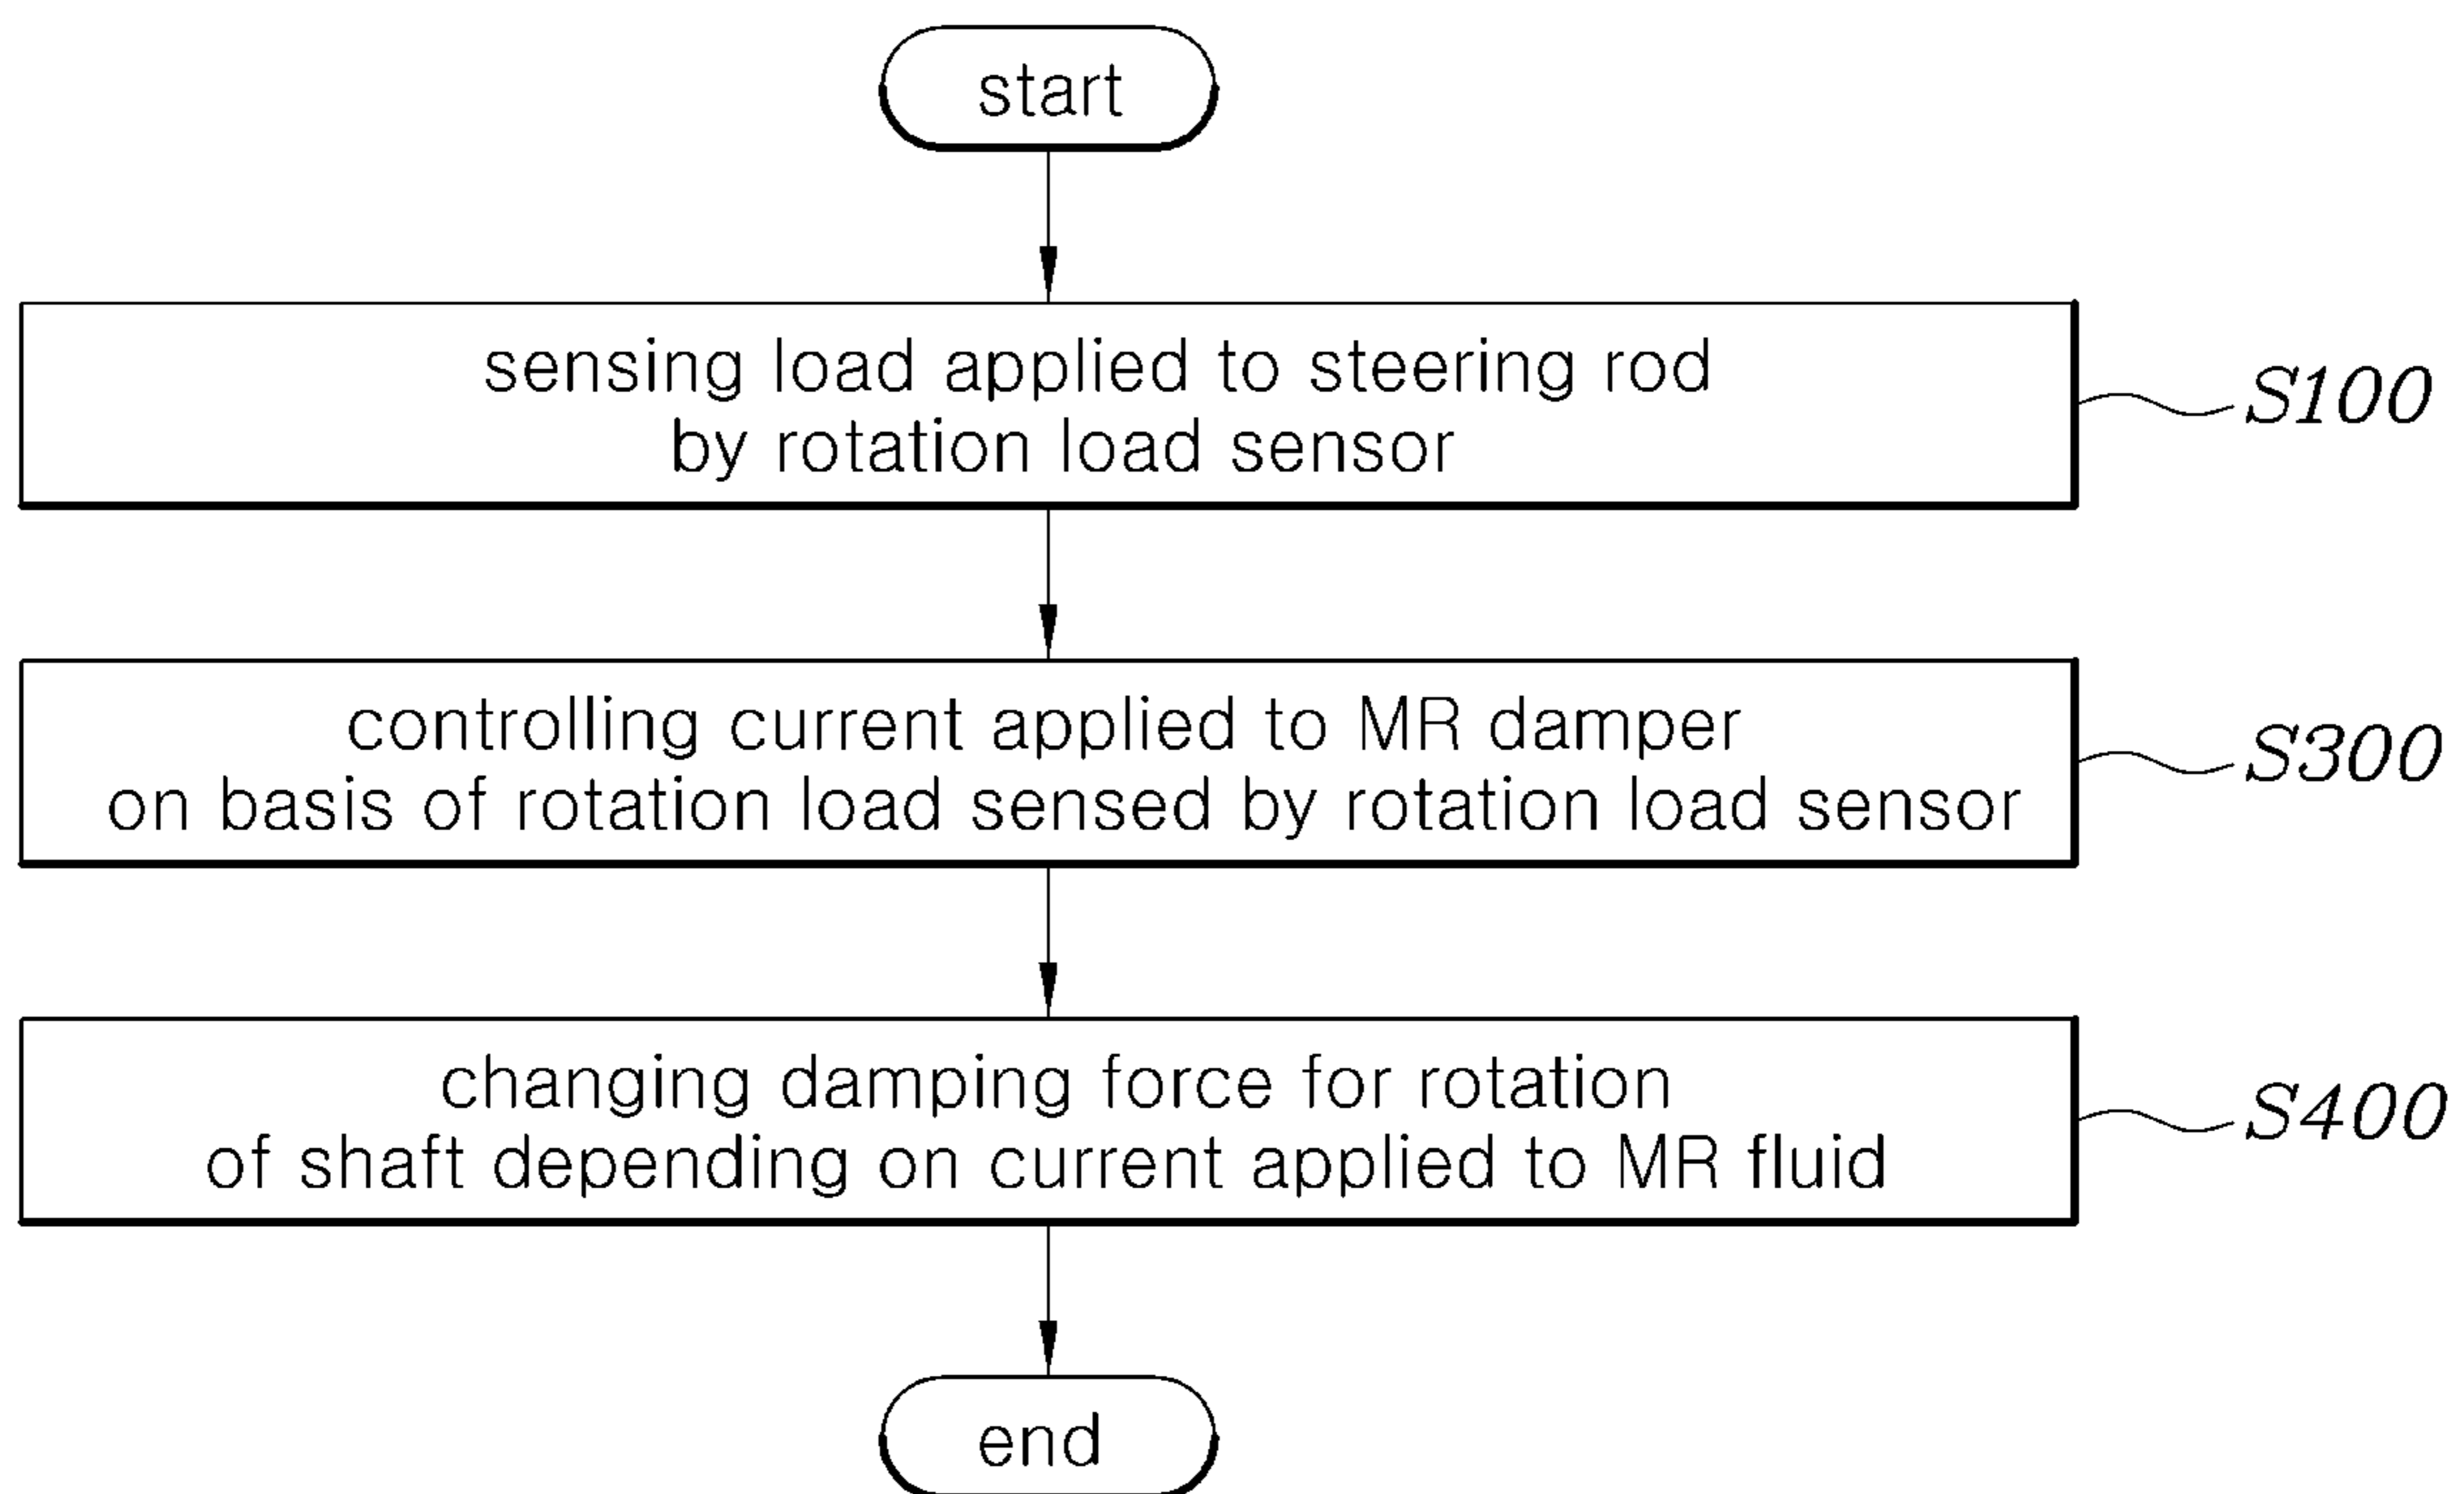 start
sensing load applied to steering rod
by rotation load sensor
S100
controlling current applied to MR damper
on basis of rotation load sensed by rotation load sensor
S300
changing damping force for rotation
of shaft depending on current applied to MR fluid
S400
end